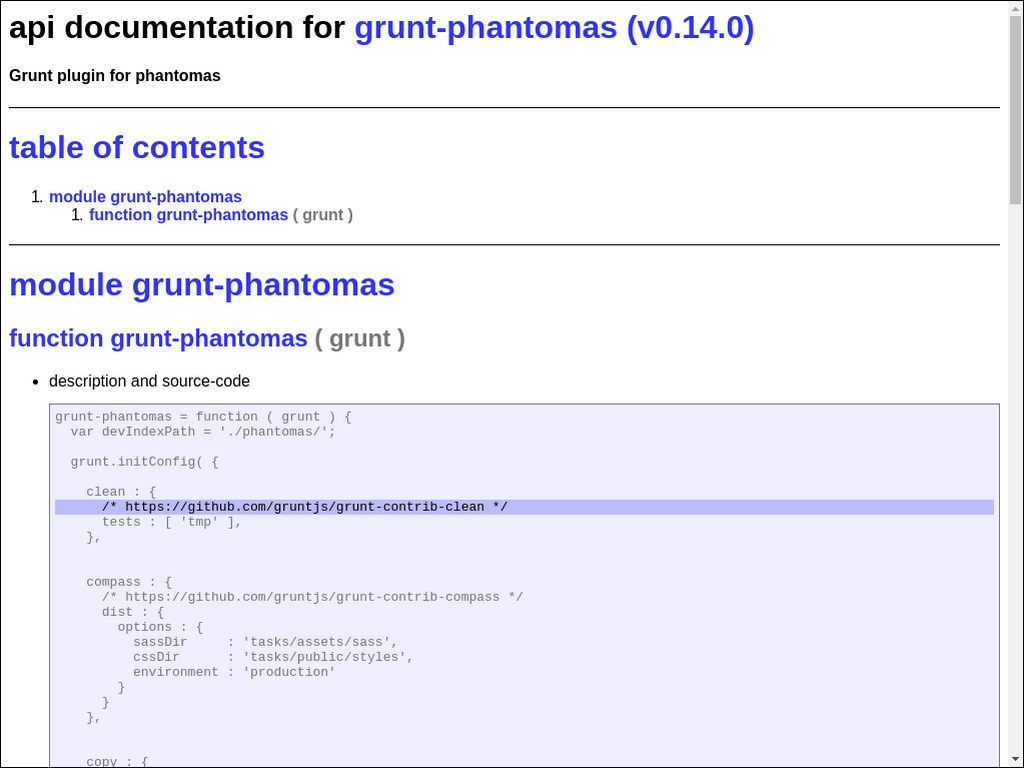 api documentation for grunt-phantomas (v0.14.0)
Grunt plugin for phantomas
table of contents
1. module grunt-phantomas
1. function grunt-phantomas ( grunt )
module grunt-phantomas
function grunt-phantomas ( grunt )
• description and source-code
grunt-phantomas = function ( grunt ) {
  var devIndexPath = './phantomas/';
  grunt.initConfig( {
    clean : {
      /* https://github.com/gruntjs/grunt-contrib-clean */
      tests : [ 'tmp' ],
    },
    compass : {
      /* https://github.com/gruntjs/grunt-contrib-compass */
      dist : {
        options : {
          sassDir     : 'tasks/assets/sass',
          cssDir      : 'tasks/public/styles',
          environment : 'production'
        }
      }
    },
    copy : {